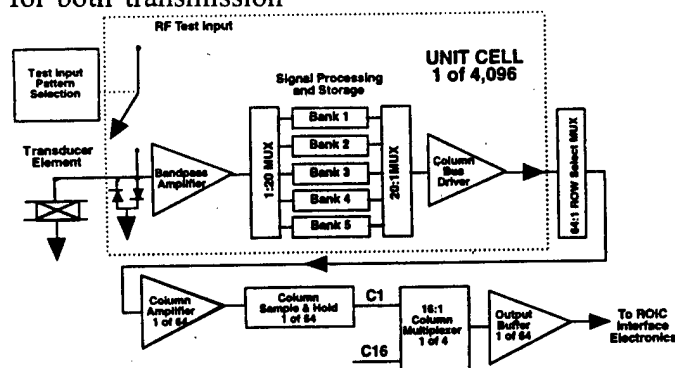 for both transmission
RF Test Input
UNIT CELL
1 of 4,096
Test Input
Pattern
Selection
Signal Processing
and Storage
Transducer
Element
Bandpass
Amplifier
1:20 MUX
Bank 1
Bank 2
Bank 3
Bank 4
Bank 5
20:1MUX
Column
Bus
Driver
64:1 ROW Select MUX
Column
Amplifier
1 of 64
Column
Sample & Hold
1 of 64
C1
C16
16:1
Column
Multiplexer
1 of 4
Output
Buffer
1 of 64
To ROIC
Interface
Electronics